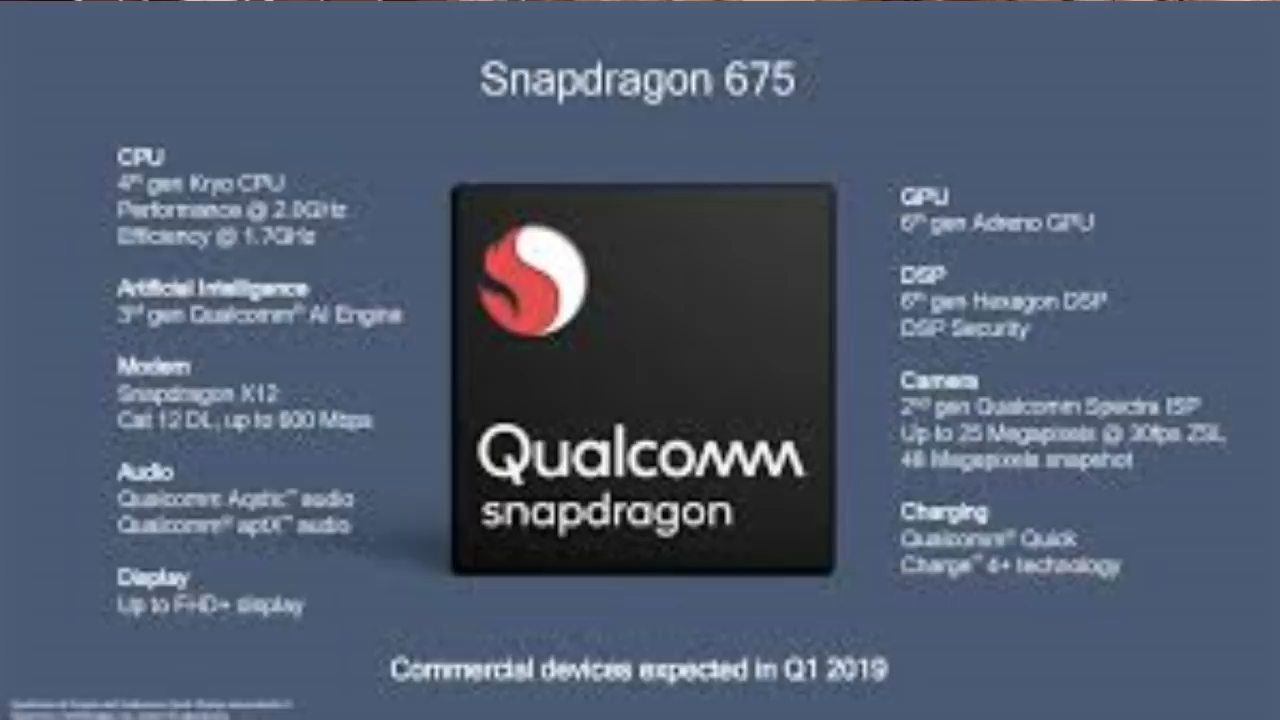 Snapdragon 675
CPU
4th gen Kryo CPU
Performance @ 2.0GHz
Efficiency @ 1.7GHz
Artificial Intelligence
3rd gen Qualcomm® AI Engine
Modem
Snapdragon X12
Cat 12 DL, up to 600 Mbps
Audio
Qualcomm Aqstic™ audio
Qualcomm® aptX™ audio
Display
Up to FHD+ display
Qualcomm
snapdragon
GPU
6th gen Adreno GPU
DSP
6th gen Hexagon DSP
DSP Security
Camera
2nd gen Qualcomm Spectra ISP
Up to 25 Megapixels @ 30fps ZSL
48 Megapixels snapshot
Charging
Qualcomm® Quick
Charge™ 4+ technology
Commercial devices expected in Q1 2019